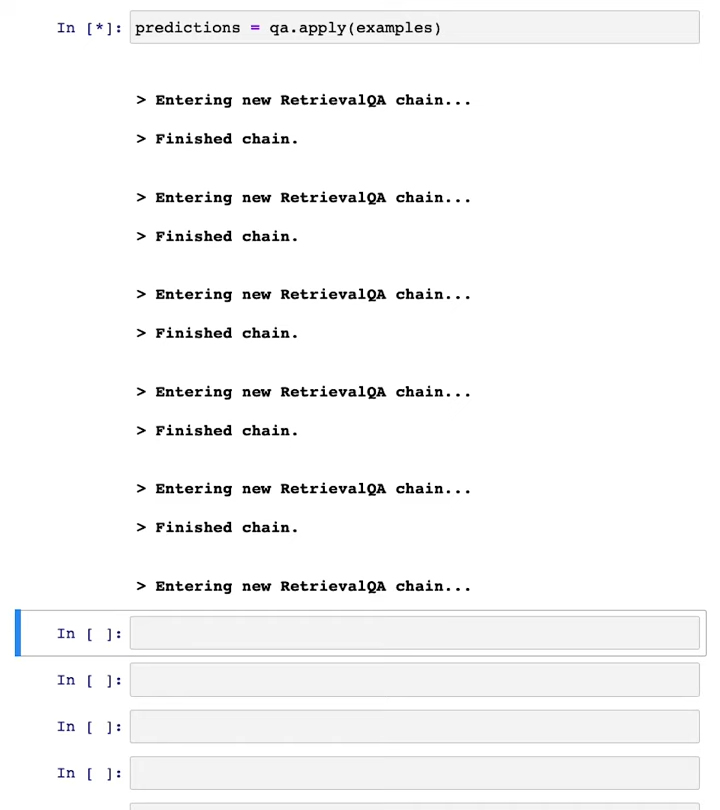 In [*]: predictions = qa.apply(examples)
> Entering new RetrievalQA chain...
> Finished chain.
> Entering new RetrievalQA chain...
> Finished chain.
> Entering new RetrievalQA chain...
> Finished chain.
> Entering new RetrievalQA chain...
> Finished chain.
> Entering new RetrievalQA chain...
> Finished chain.
> Entering new RetrievalQA chain...
In [ ]:
In [ ]:
In [ ]:
In [ ]: